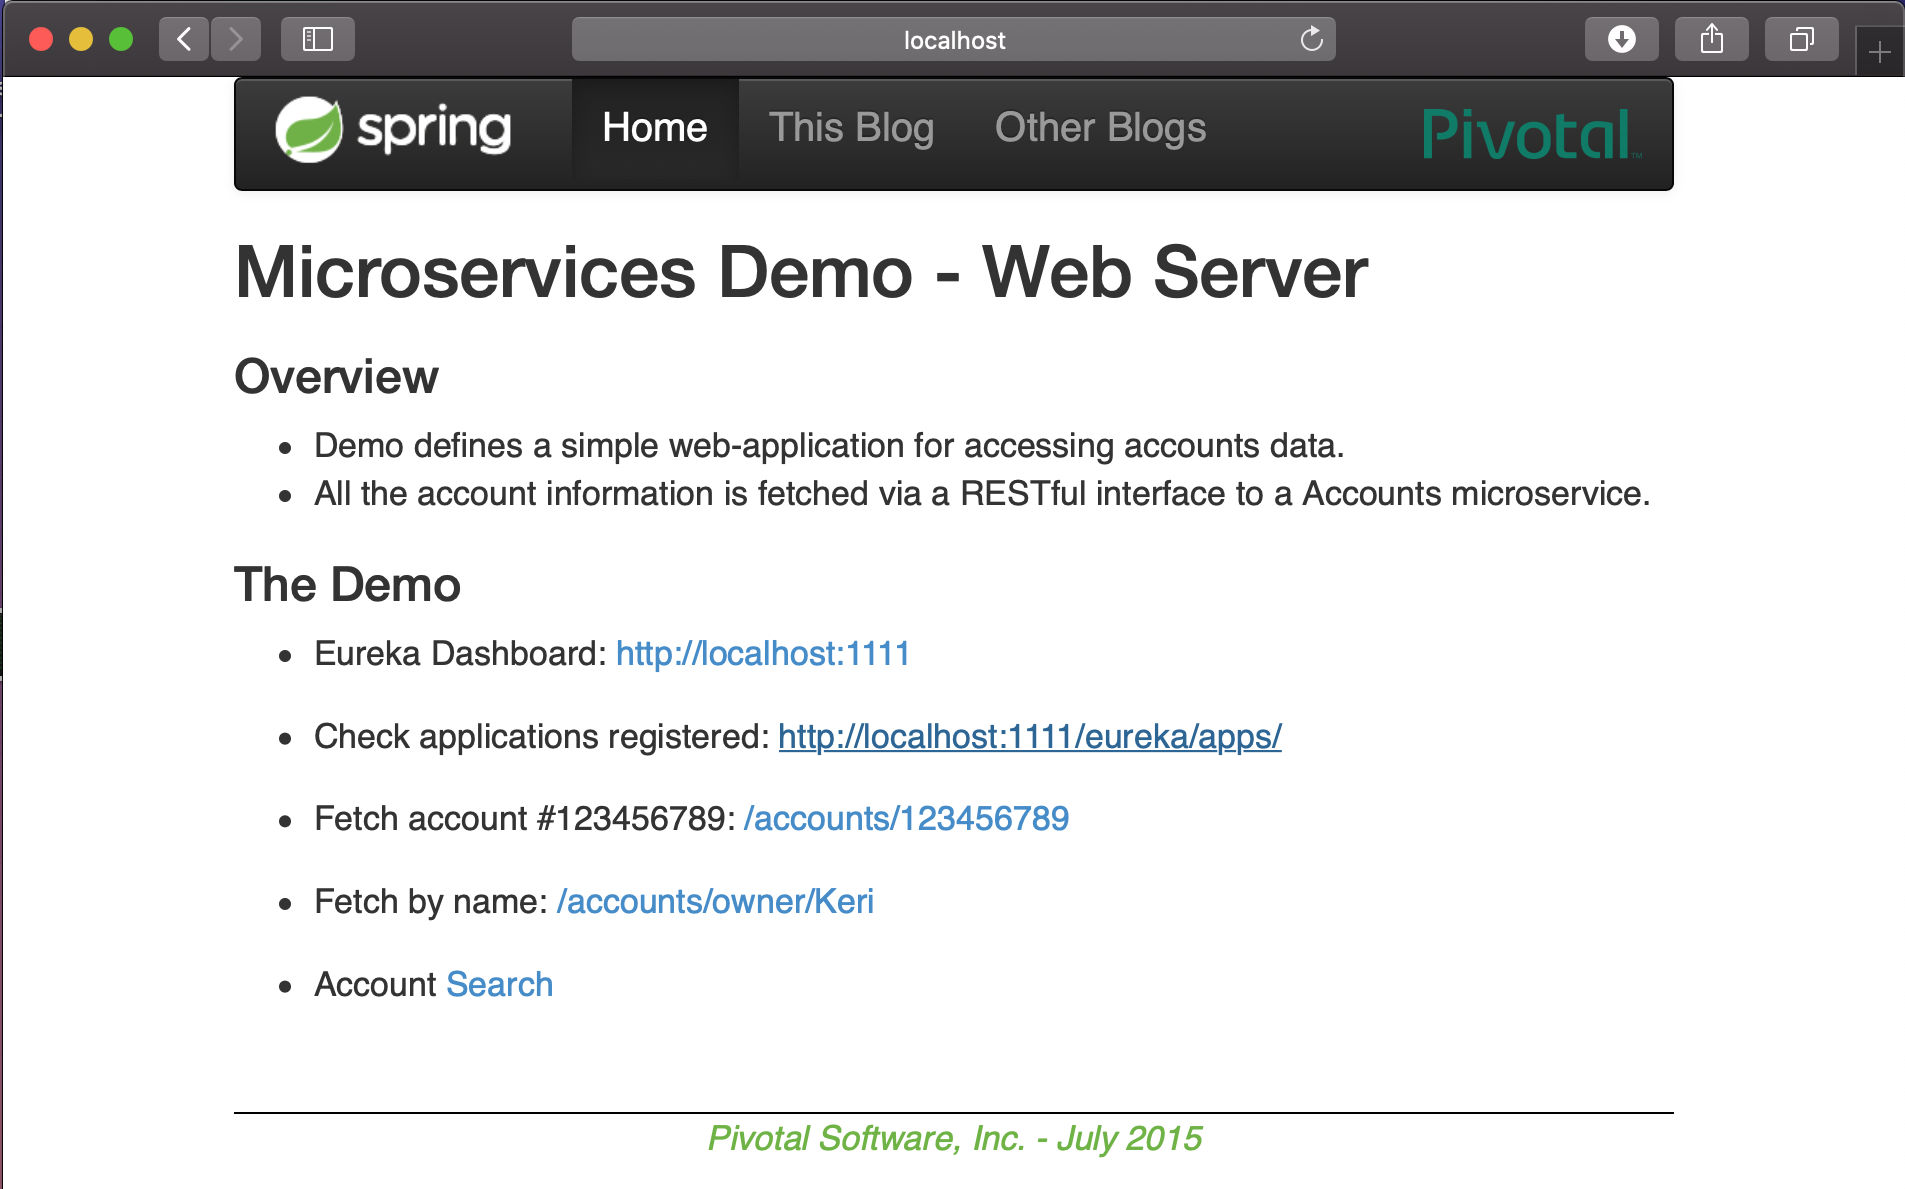 localhost
spring Home This Blog Other Blogs Pivotal™
Microservices Demo - Web Server
Overview
Demo defines a simple web-application for accessing accounts data.
All the account information is fetched via a RESTful interface to a Accounts microservice.
The Demo
Eureka Dashboard: http://localhost:1111
Check applications registered: http://localhost:1111/eureka/apps/
Fetch account #123456789: /accounts/123456789
Fetch by name: /accounts/owner/Keri
Account Search
Pivotal Software, Inc. - July 2015